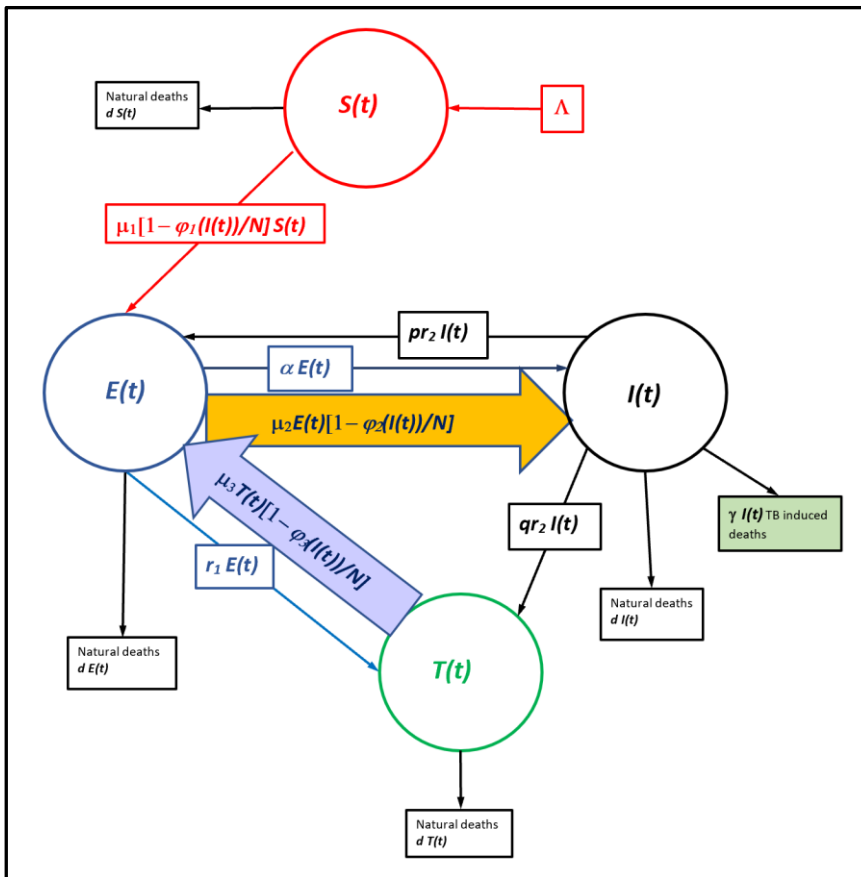 Natural deaths
d S(t)
S(t)
Λ
μ₁[1– φ₁(I(t))/N] S(t)
pr₂ I(t)
α E(t)
E(t)
I(t)
μ₂E(t)[1– φ₂(I(t))/N]
μ₃T(t)[1– φ₃(I(t))/N]
qr₂ I(t)
γ I(t) TB induced
deaths
r₁ E(t)
Natural deaths
d I(t)
Natural deaths
d E(t)
T(t)
Natural deaths
d T(t)